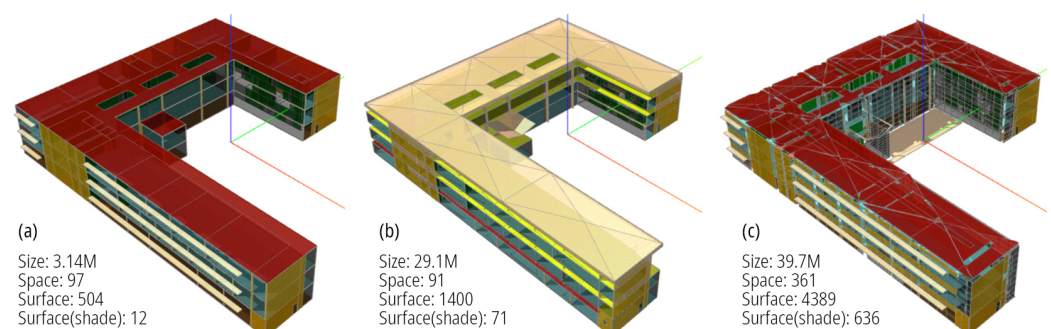 (a)
Size: 3.14M
Space: 97
Surface: 504
Surface(shade): 12
(b)
Size: 29.1M
Space: 91
Surface: 1400
Surface(shade): 71
(c)
Size: 39.7M
Space: 361
Surface: 4389
Surface(shade): 636